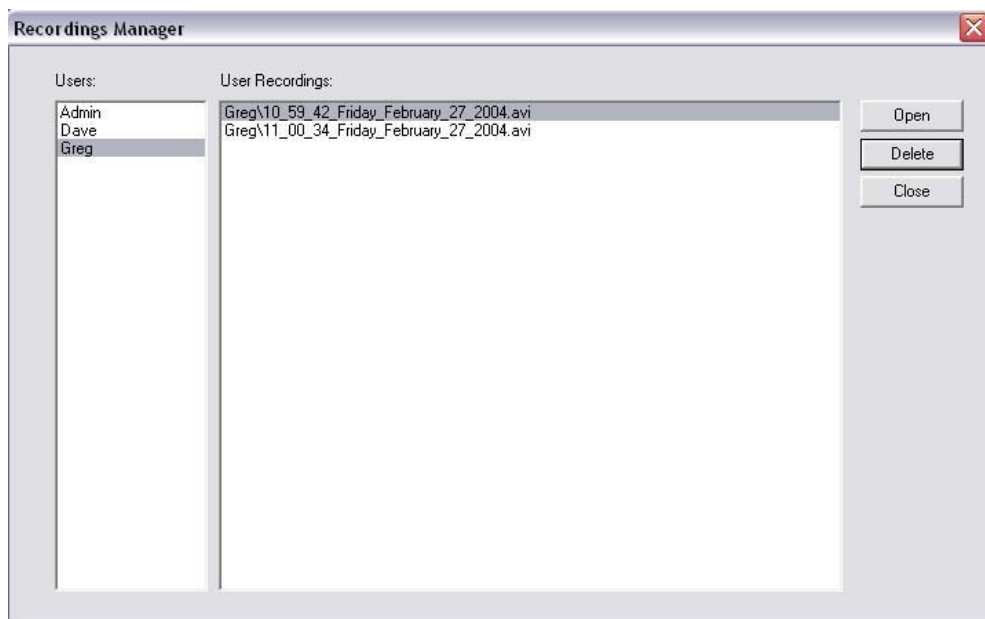 Recordings Manager
Users:
User Recordings:
Admin
Dave
Greg
Greg\10_59_42_Friday_February_27_2004.avi
Greg\11_00_34_Friday_February_27_2004.avi
Open
Delete
Close